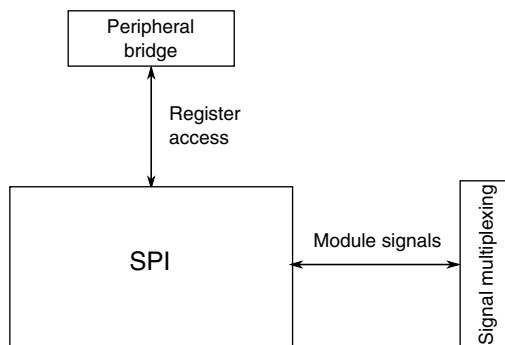 Peripheral
bridge
Register
access
SPI
Module signals
Signal multiplexing